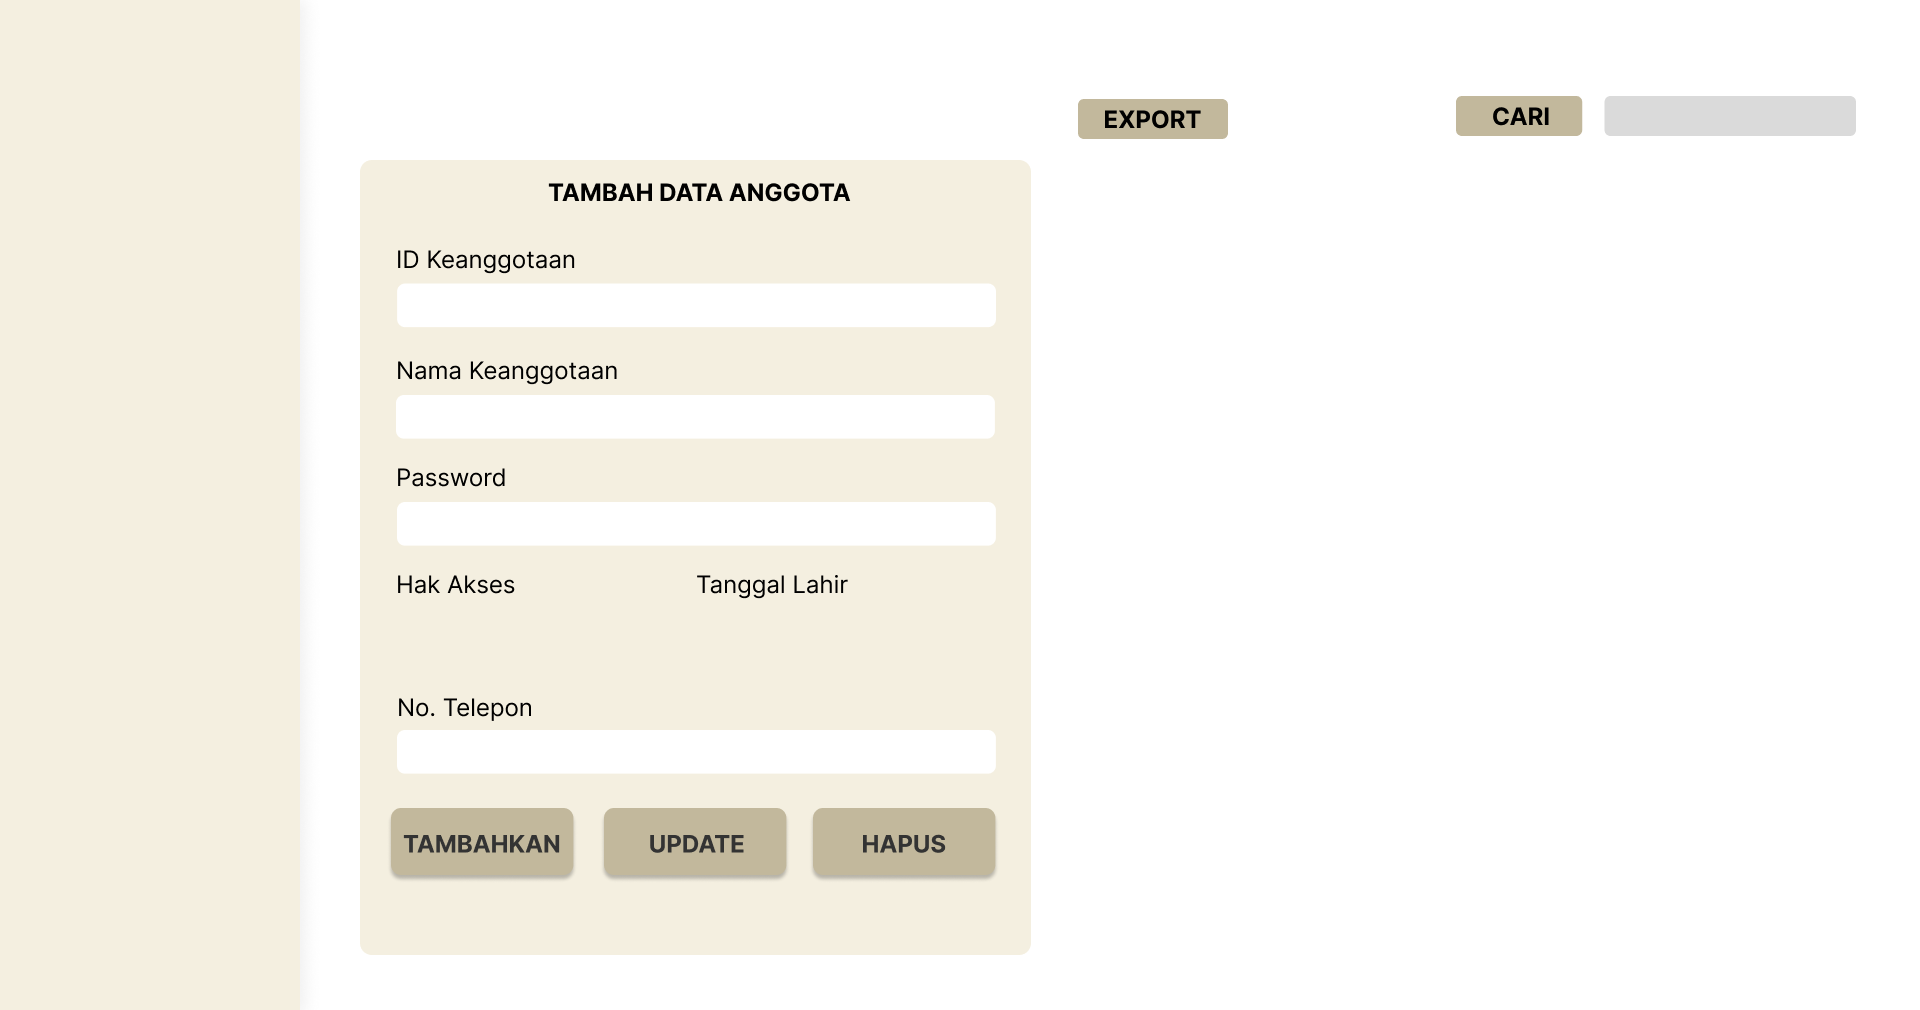 EXPORT
CARI
TAMBAH DATA ANGGOTA
ID Keanggotaan
Nama Keanggotaan
Password
Hak Akses
Tanggal Lahir
No. Telepon
TAMBAHKAN
UPDATE
HAPUS